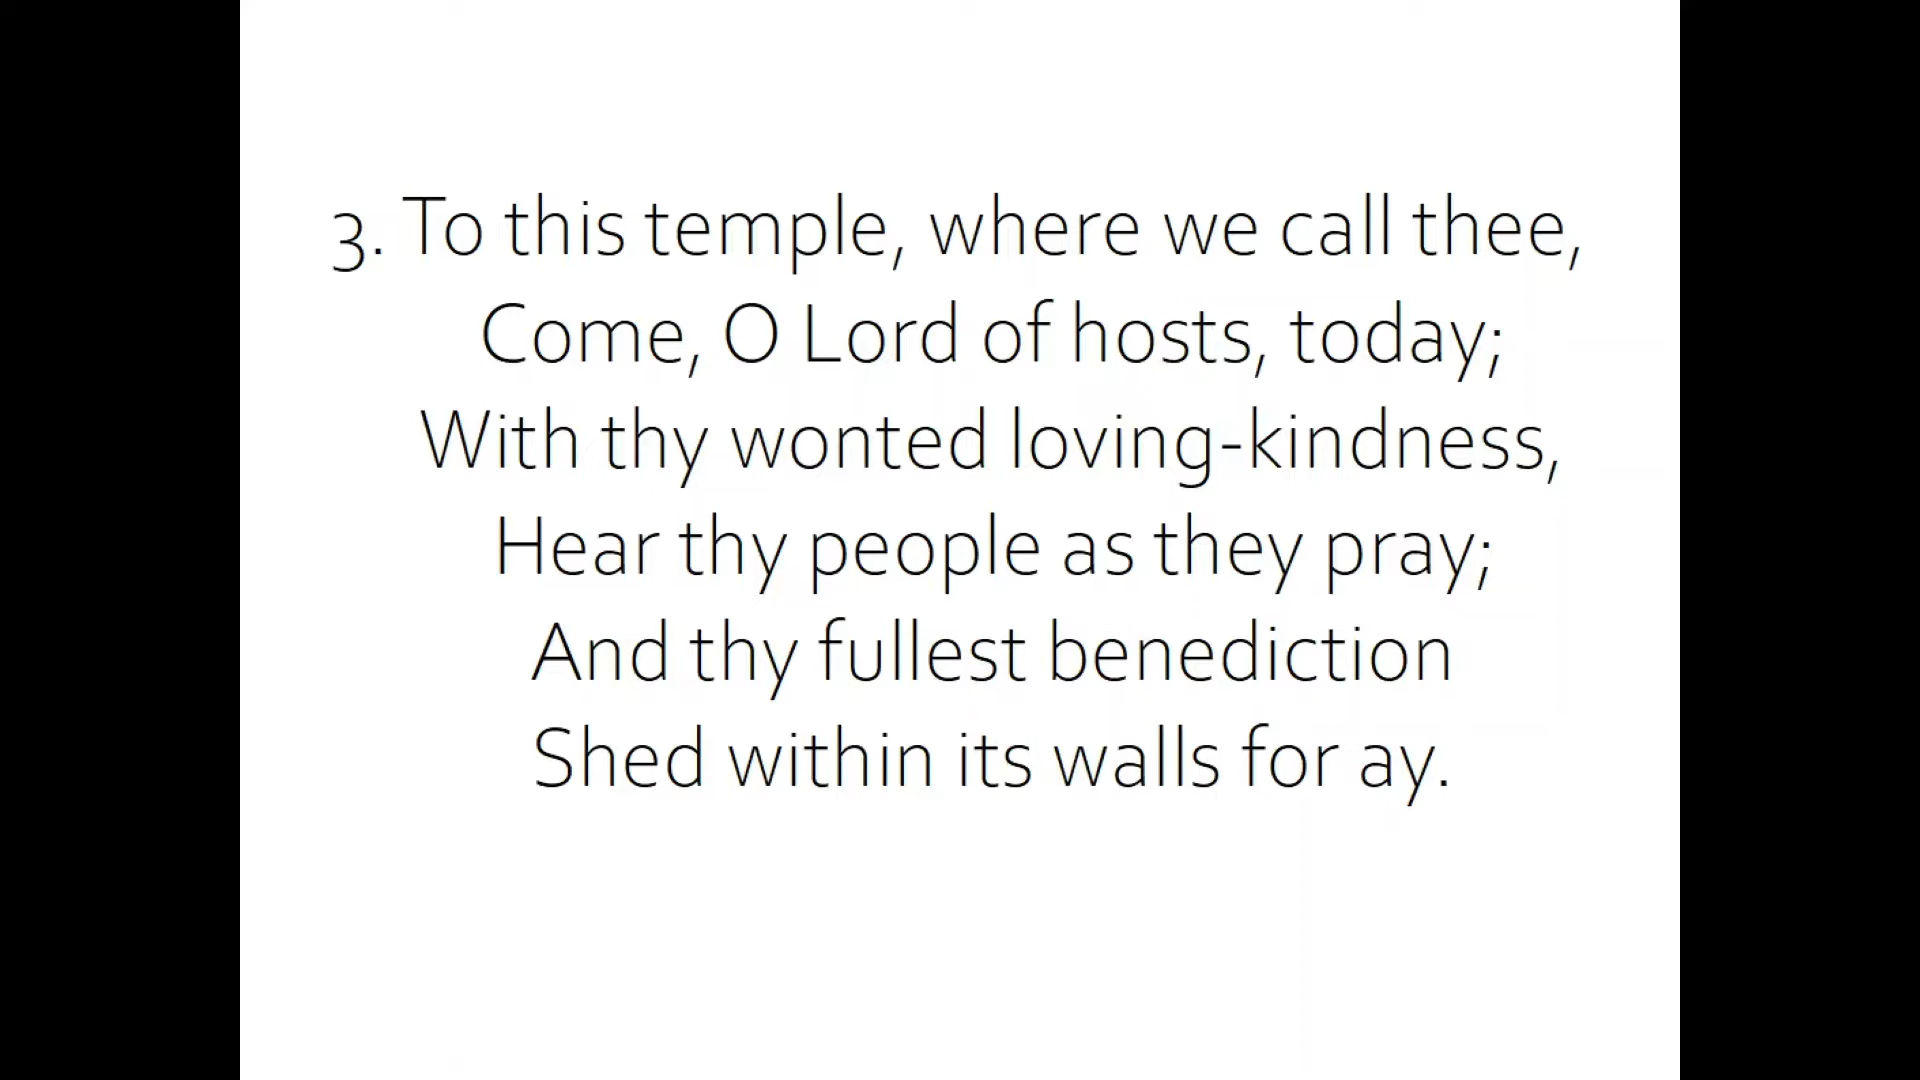 3. To this temple, where we call thee,
Come, O Lord of hosts, today;
With thy wonted loving-kindness,
Hear thy people as they pray;
And thy fullest benediction
Shed within its walls for ay.